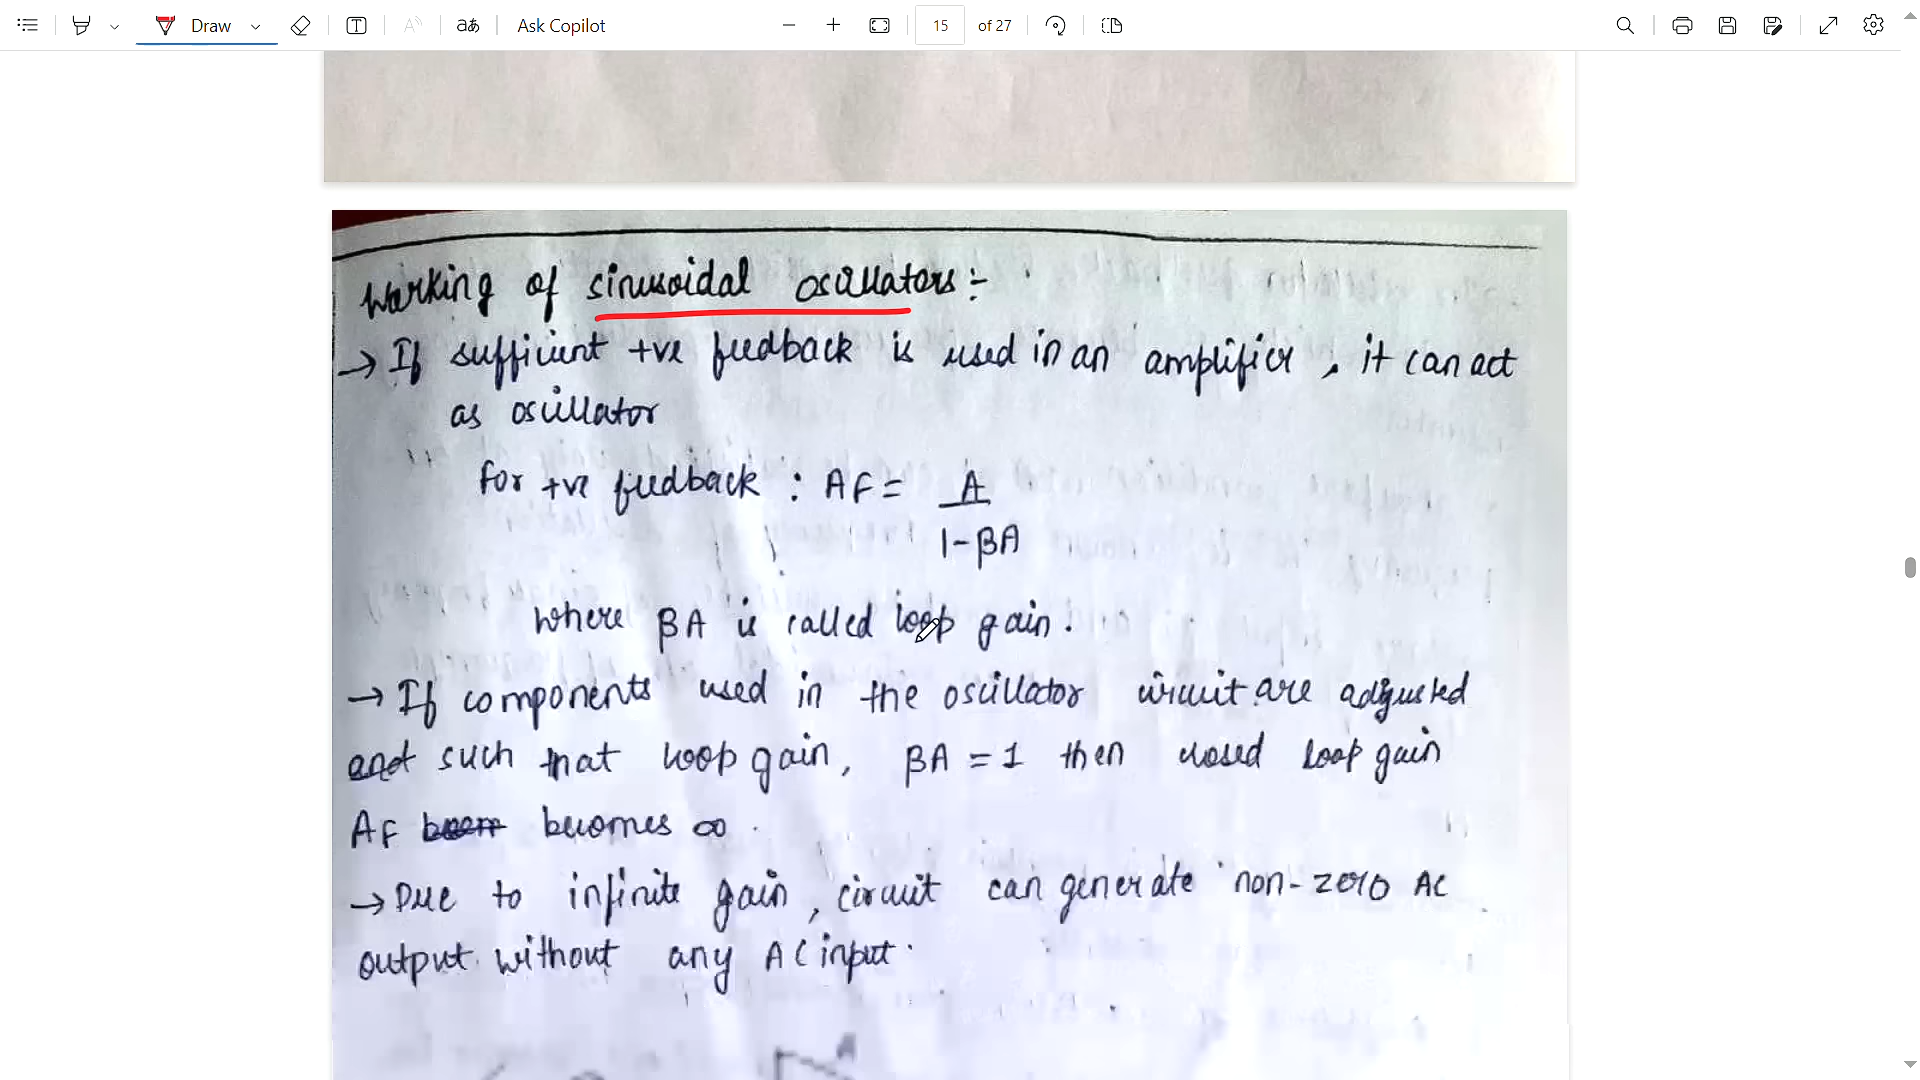 Draw
aあ
Ask Copilot
15 of 27
Working of sinusoidal oscillators :-
→ If sufficient +ve feedback is used in an amplifier, it can act
as oscillator
for +ve feedback : AF = A
1-βA
where βA is called loop gain.
→ If components used in the oscillator circuit are adjusted
and such that loop gain, βA = 1 then closed loop gain
AF becomes ∞.
→ Due to infinite gain, circuit can generate non-zero AC
output without any AC input.